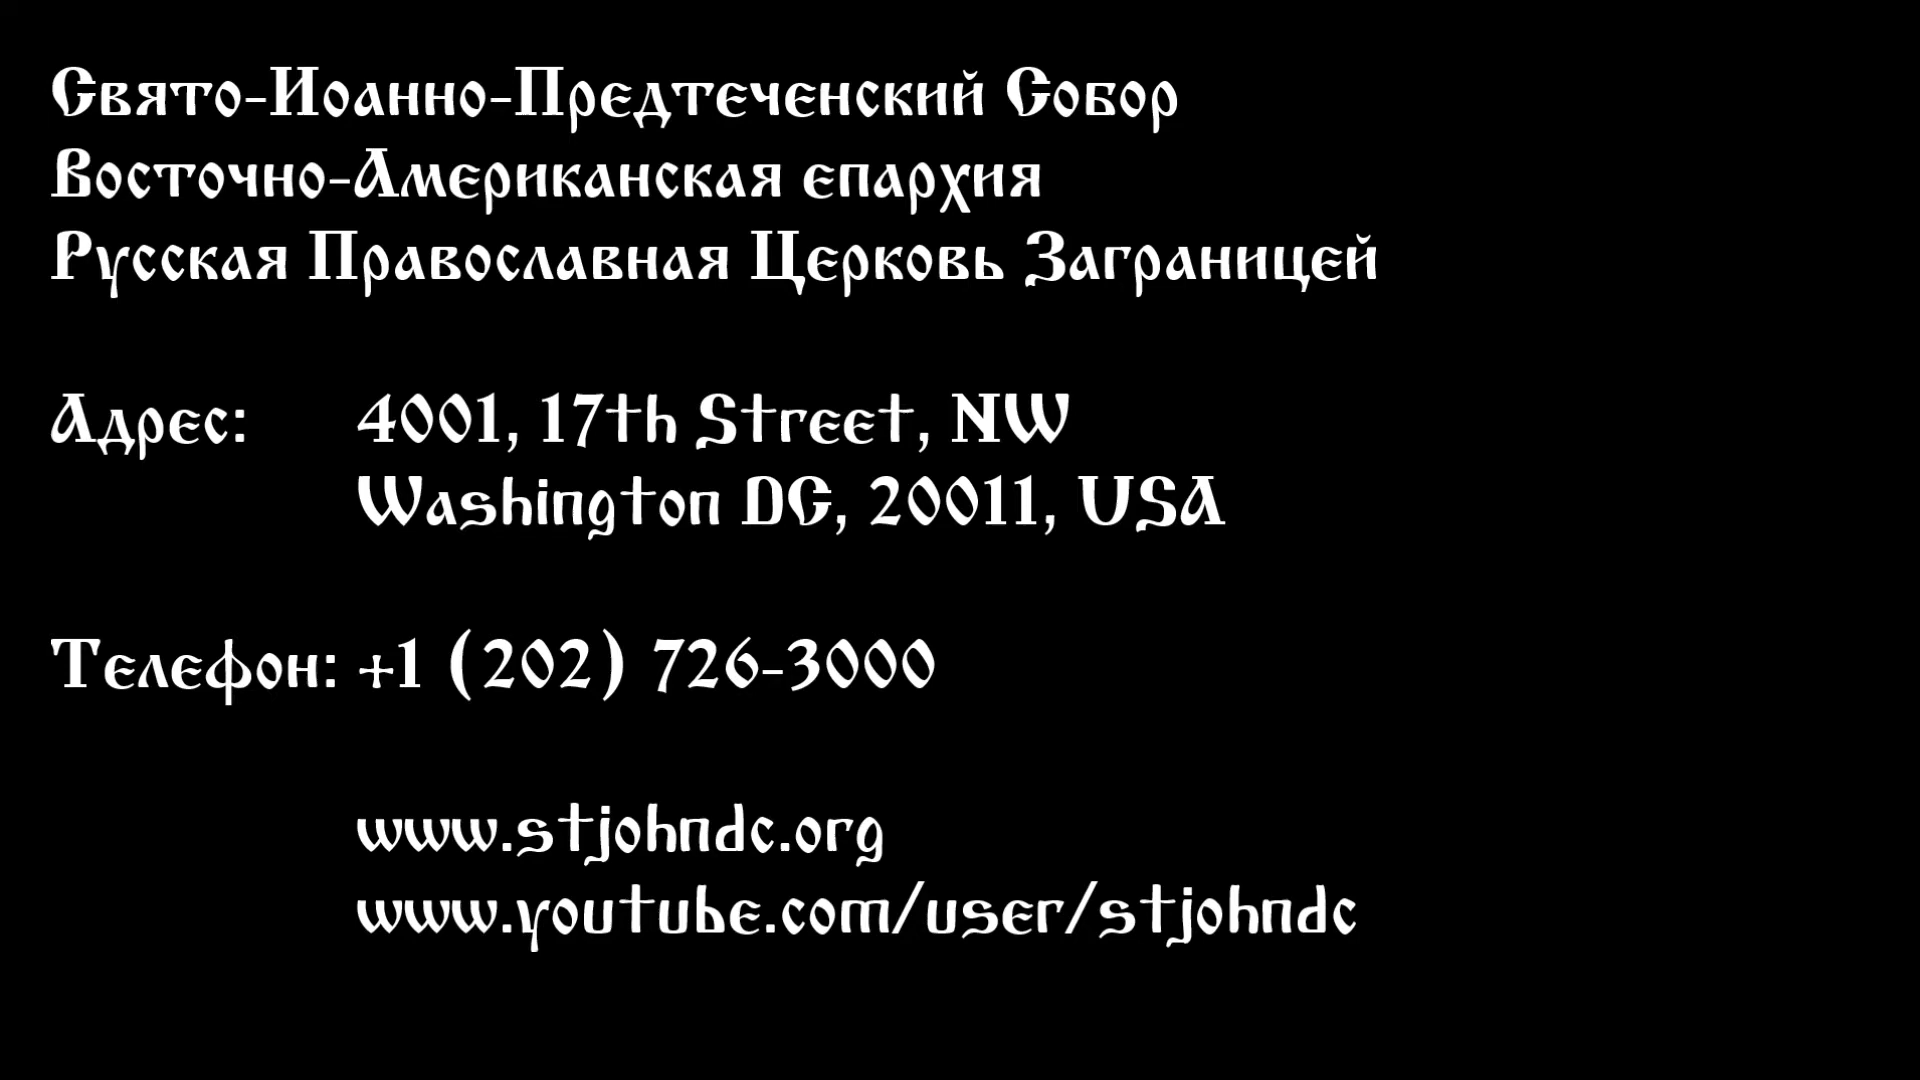 Свято-Иоанно-Предтеченский Собор
Восточно-Американская епархия
Русская Православная Церковь Заграницей
Адрес: 4001, 17th Street, NW
Washington DC, 20011, USA
Телефон: +1 (202) 726-3000
www.stjohndc.org
www.youtube.com/user/stjohndc